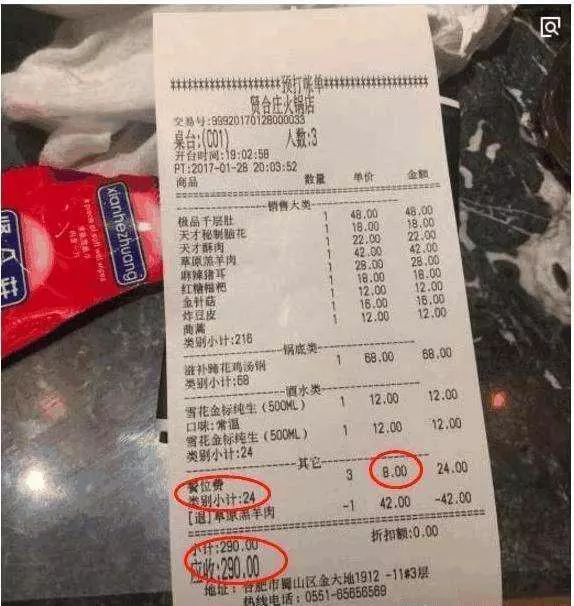 预打账单
贤合庄火锅店
交易号:99920170128000033
桌台:(C01) 人数:3
开台时间:19:02:58
PT:2017-01-28 20:03:52
商品 数量 单价 金额
销售大类
极品千层肚 1 48.00 48.00
天才秘制脑花 1 18.00 18.00
天才酥肉 1 22.00 22.00
草原羔羊肉 1 42.00 42.00
麻辣猪耳 1 28.00 28.00
红糖糍粑 1 18.00 18.00
金针菇 1 12.00 12.00
炸豆皮 1 16.00 16.00
茼蒿 1 12.00 12.00
类别小计:216
锅底类
滋补臻花鸡汤锅 1 68.00 68.00
类别小计:68
酒水类
雪花金标纯生(500ML) 1 12.00 12.00
口味:常温
雪花金标纯生(500ML) 1 12.00 12.00
类别小计:24
其它
餐位费 3 8.00 24.00
类别小计:24
[退]草原羔羊肉 -1 42.00 -42.00
小计:290.00 折扣额:0.00
应收:290.00
地址: 合肥市蜀山区金大地1912 -11#3层
热线电话: 0551-65656569
xianhezhuang